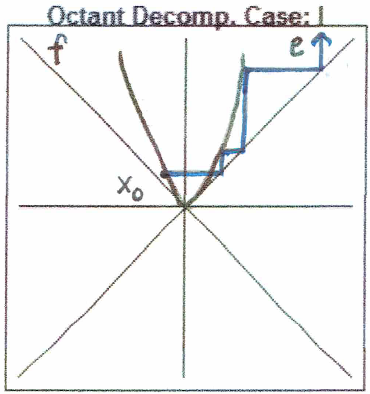 Octant Decomp. Case: I
f e
x₀